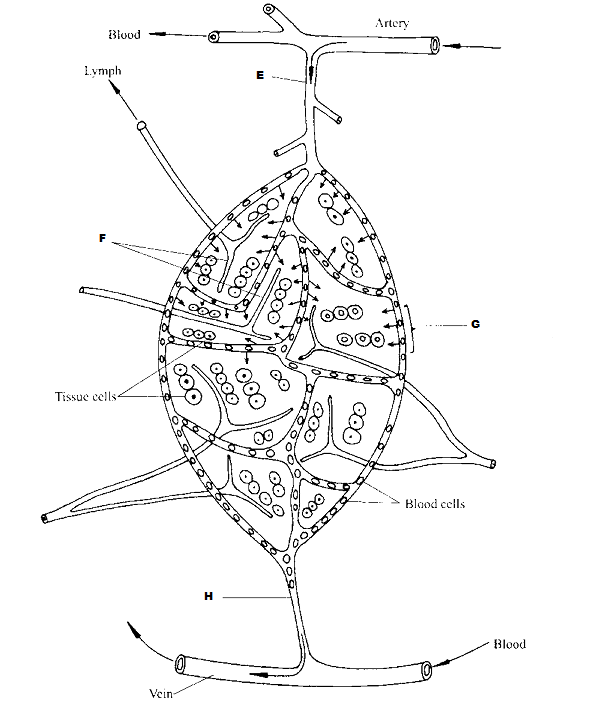 Artery
Blood
Lymph
E
F
G
Tissue cells
Blood cells
H
Blood
Vein